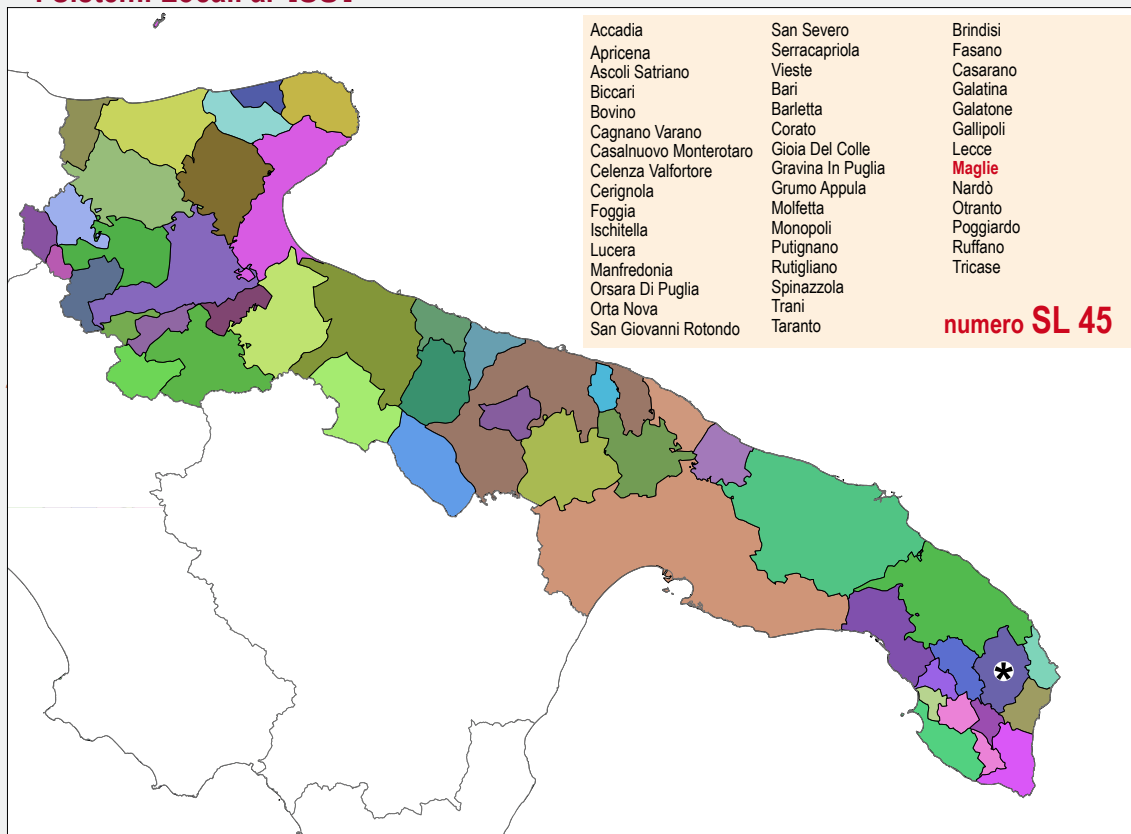 Accadia
Apricena
Ascoli Satriano
Biccari
Bovino
Cagnano Varano
Casalnuovo Monterotaro
Celenza Valfortore
Cerignola
Foggia
Ischitella
Lucera
Manfredonia
Orsara Di Puglia
Orta Nova
San Giovanni Rotondo
San Severo
Serracapriola
Vieste
Bari
Barletta
Corato
Gioia Del Colle
Gravina In Puglia
Grumo Appula
Molfetta
Monopoli
Putignano
Rutigliano
Spinazzola
Trani
Taranto
Brindisi
Fasano
Casarano
Galatina
Galatone
Gallipoli
Lecce
Maglie
Nardò
Otranto
Poggiardo
Ruffano
Tricase
numero SL 45